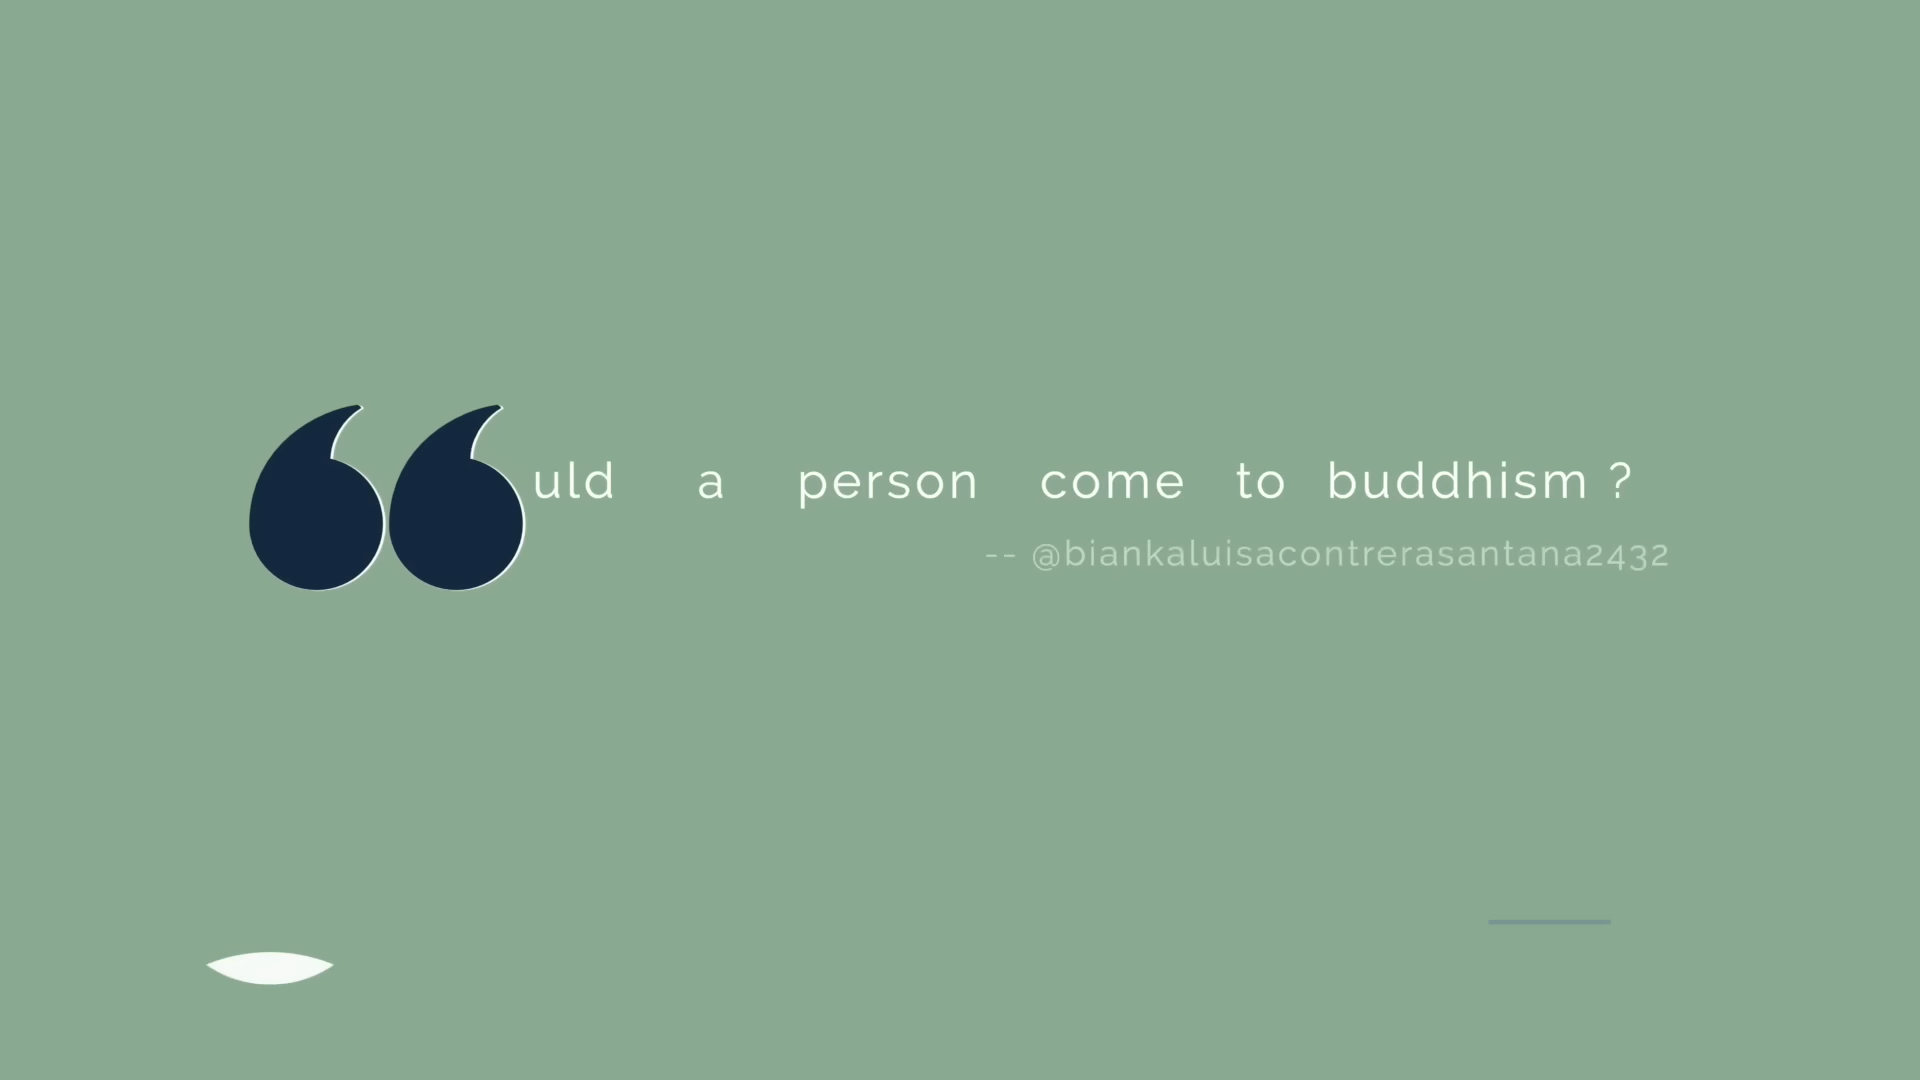 uld a person come to buddhism ?
-- @biankaluisacontrerasantana2432